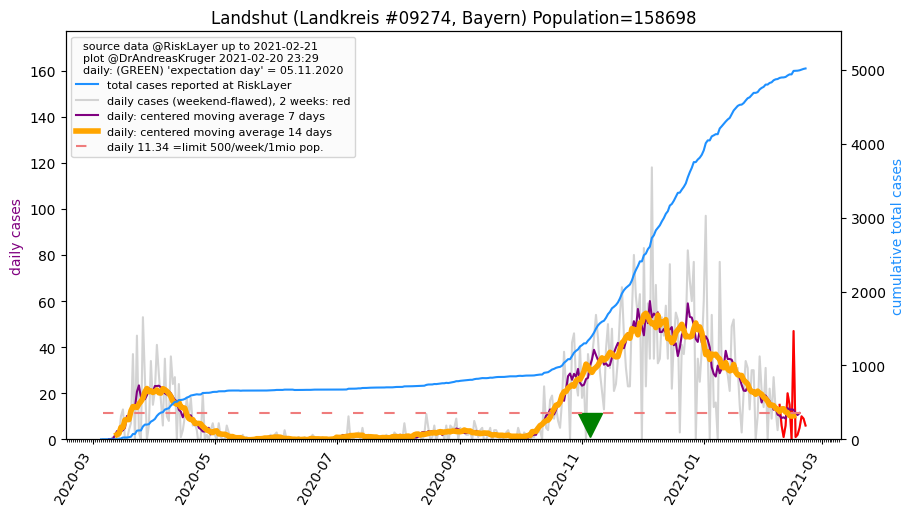 Landshut (Landkreis #09274, Bayern) Population=158698
source data @RiskLayer up to 2021-02-21
plot @DrAndreasKruger 2021-02-20 23:29
daily: (GREEN) 'expectation day' = 05.11.2020
total cases reported at RiskLayer
daily cases (weekend-flawed), 2 weeks: red
daily: centered moving average 7 days
daily: centered moving average 14 days
daily 11.34 =limit 500/week/1mio pop.
daily cases
160
140
120
100
80
60
40
20
0
5000
4000
3000
2000
1000
0
cumulative total cases
2020-03
2020-05
2020-07
2020-09
2020-11
2021-01
2021-03